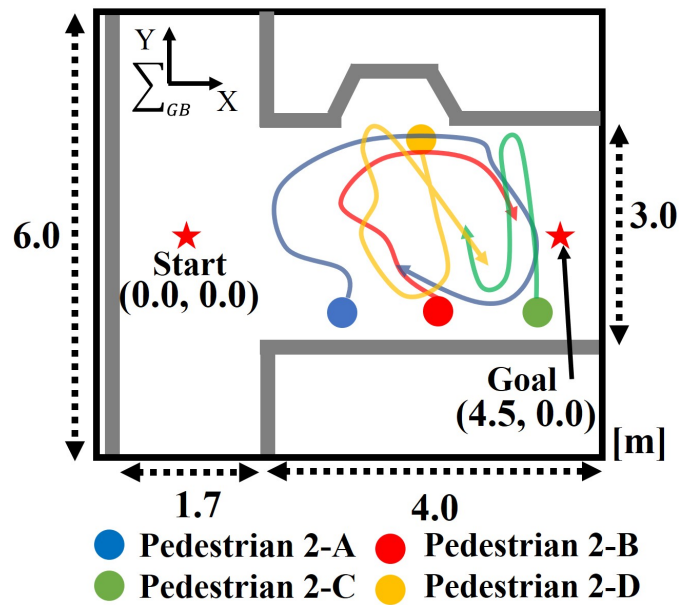 Y
∑GB X
6.0
3.0
Start
(0.0, 0.0)
Goal
(4.5, 0.0)
[m]
1.7
4.0
Pedestrian 2-A Pedestrian 2-B
Pedestrian 2-C Pedestrian 2-D